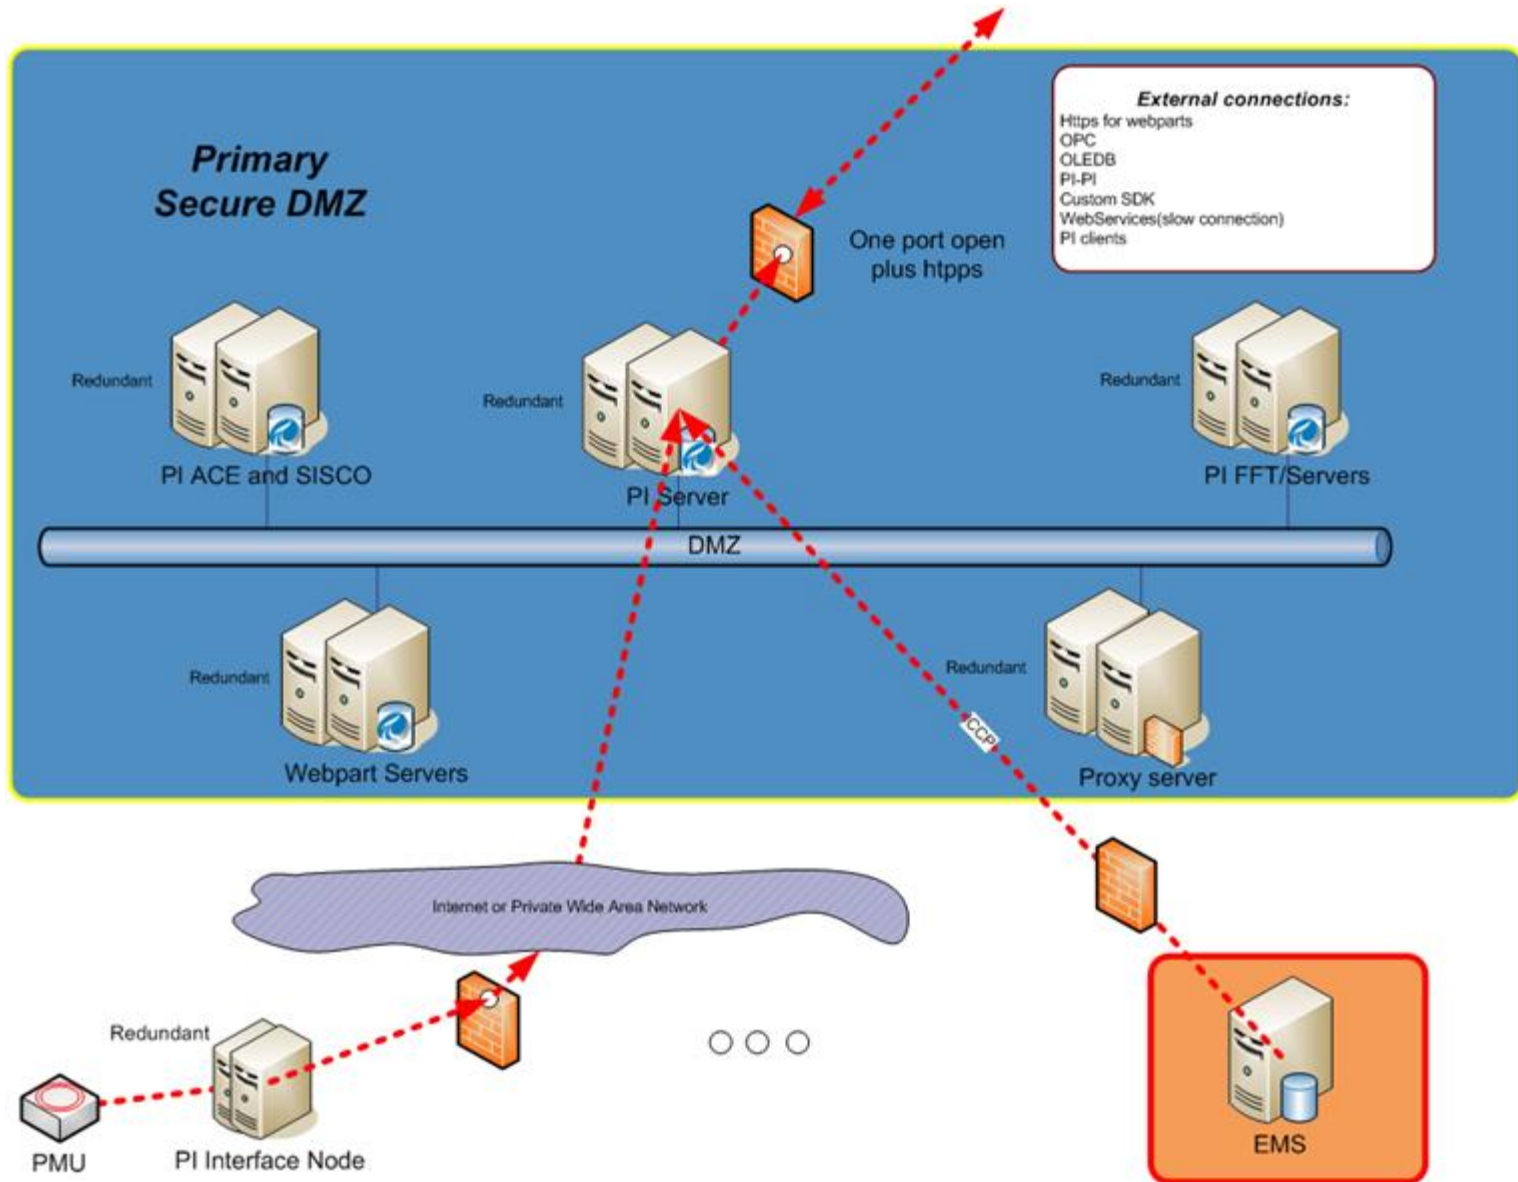 Primary
Secure DMZ
External connections:
Https for webparts
OPC
OLEDB
PI-PI
Custom SDK
WebServices(slow connection)
PI clients
One port open
plus htpps
Redundant
PI ACE and SISCO
Redundant
PI Server
Redundant
PI FFT/Servers
DMZ
Redundant
Webpart Servers
Redundant
Proxy server
ICCP
Internet or Private Wide Area Network
Redundant
PMU
PI Interface Node
EMS